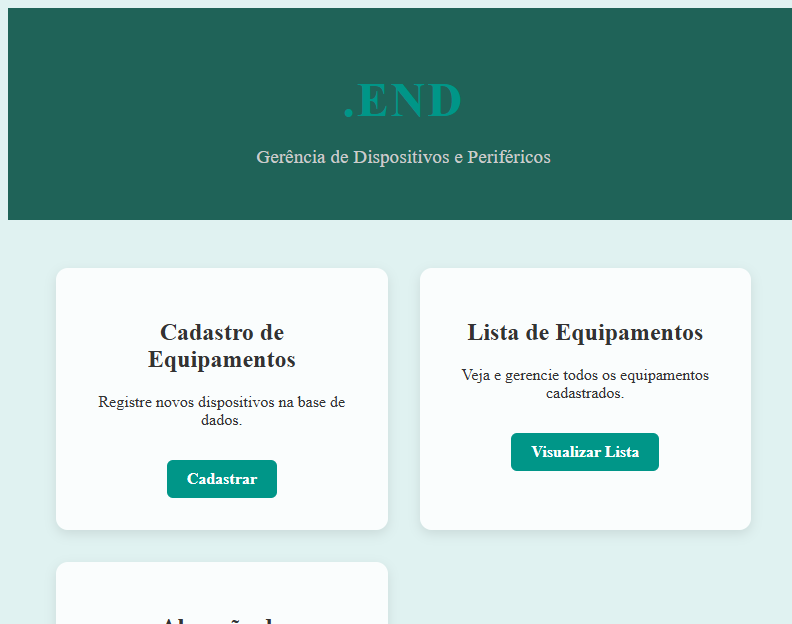 .END
Gerência de Dispositivos e Periféricos
Cadastro de
Equipamentos
Registre novos dispositivos na base de
dados.
Cadastrar
Lista de Equipamentos
Veja e gerencie todos os equipamentos
cadastrados.
Visualizar Lista